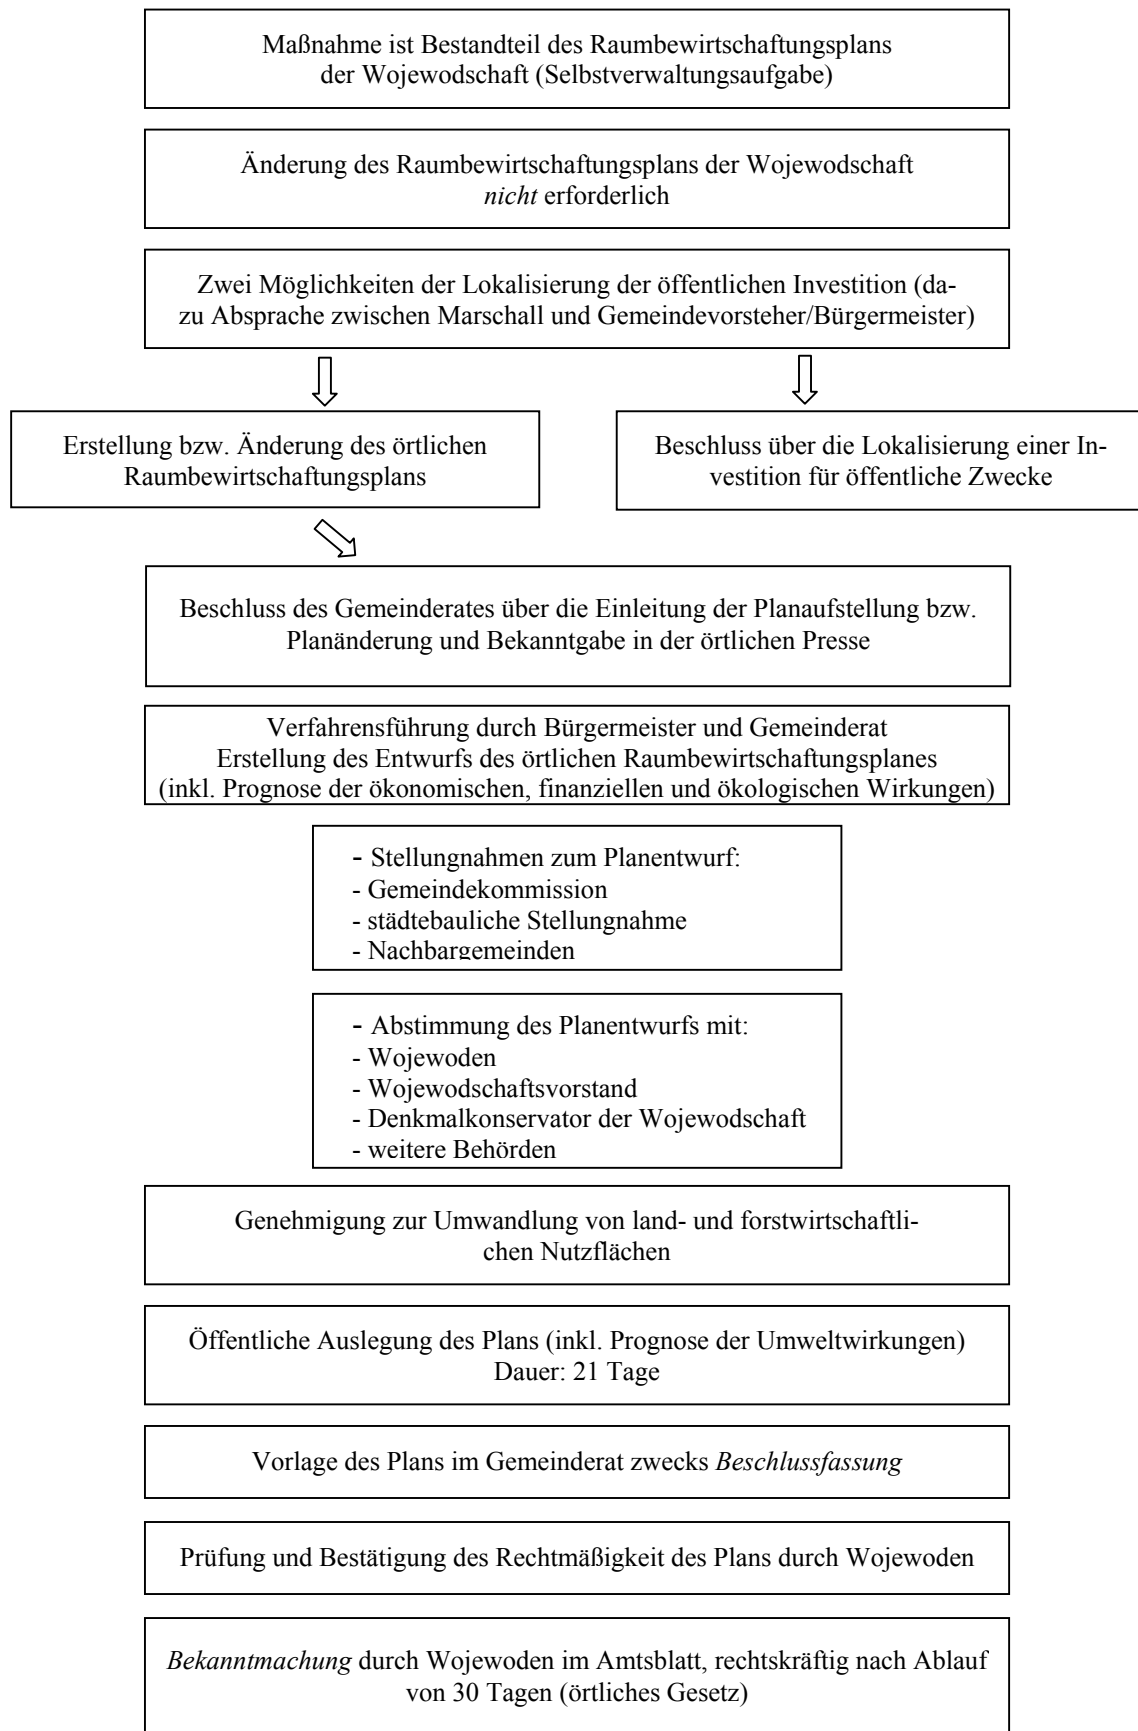 Maßnahme ist Bestandteil des Raumbewirtschaftungsplans
der Wojewodschaft (Selbstverwaltungsaufgabe)
Änderung des Raumbewirtschaftungsplans der Wojewodschaft
nicht erforderlich
Zwei Möglichkeiten der Lokalisierung der öffentlichen Investition (da-
zu Absprache zwischen Marschall und Gemeindevorsteher/Bürgermeister)
Erstellung bzw. Änderung des örtlichen
Raumbewirtschaftungsplans
Beschluss über die Lokalisierung einer In-
vestition für öffentliche Zwecke
Beschluss des Gemeinderates über die Einleitung der Planaufstellung bzw.
Planänderung und Bekanntgabe in der örtlichen Presse
Verfahrensführung durch Bürgermeister und Gemeinderat
Erstellung des Entwurfs des örtlichen Raumbewirtschaftungsplanes
(inkl. Prognose der ökonomischen, finanziellen und ökologischen Wirkungen)
- Stellungnahmen zum Planentwurf:
- Gemeindekommission
- städtebauliche Stellungnahme
- Nachbargemeinden
- Abstimmung des Planentwurfs mit:
- Wojewoden
- Wojewodschaftsvorstand
- Denkmalkonservator der Wojewodschaft
- weitere Behörden
Genehmigung zur Umwandlung von land- und forstwirtschaftli-
chen Nutzflächen
Öffentliche Auslegung des Plans (inkl. Prognose der Umweltwirkungen)
Dauer: 21 Tage
Vorlage des Plans im Gemeinderat zwecks Beschlussfassung
Prüfung und Bestätigung des Rechtmäßigkeit des Plans durch Wojewoden
Bekanntmachung durch Wojewoden im Amtsblatt, rechtskräftig nach Ablauf
von 30 Tagen (örtliches Gesetz)